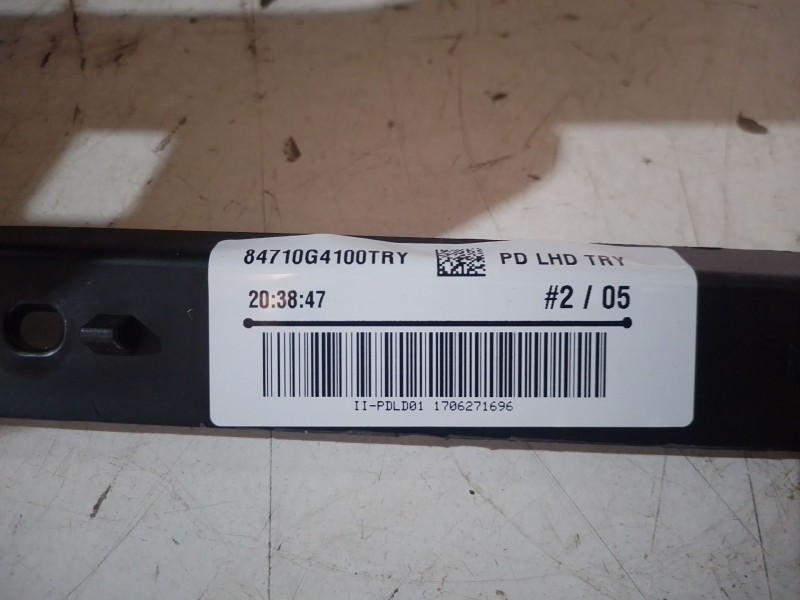 84710G4100TRY PD LHD TRY
20:38:47 #2 / 05
II-PDLD01 1706271696